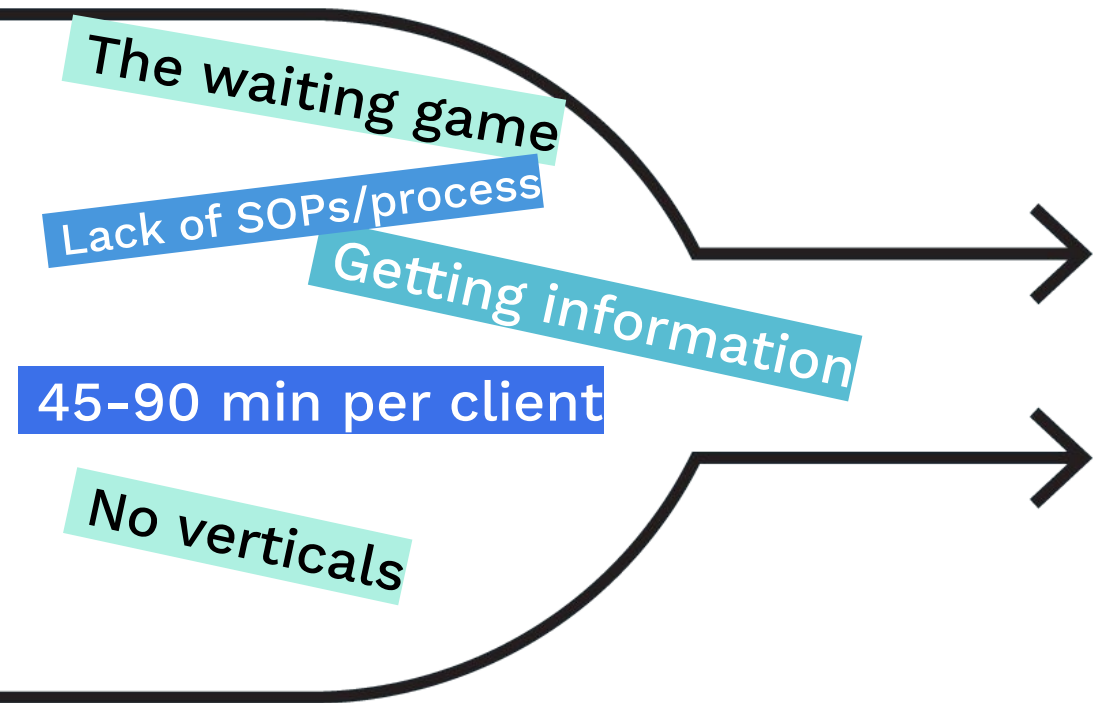 The waiting game
Lack of SOPs/process
Getting information
45-90 min per client
No verticals